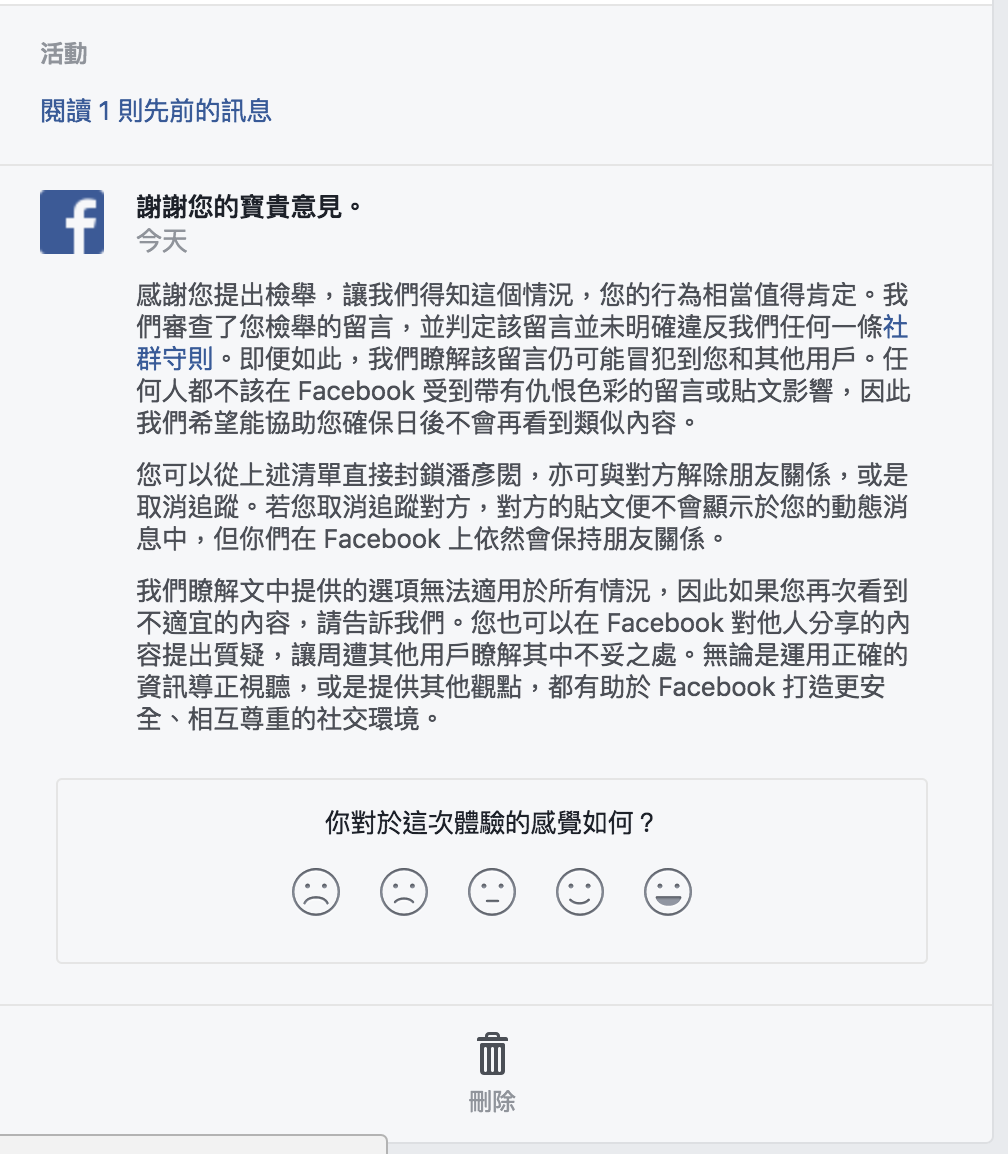 活動
閱讀 1 則先前的訊息
謝謝您的寶貴意見。
今天
感謝您提出檢舉，讓我們得知這個情況，您的行為相當值得肯定。我
們審查了您檢舉的留言，並判定該留言並未明確違反我們任何一條社
群守則。即便如此，我們瞭解該留言仍可能冒犯到您和其他用戶。任
何人都不該在 Facebook 受到帶有仇恨色彩的留言或貼文影響，因此
我們希望能協助您確保日後不會再看到類似內容。
您可以從上述清單直接封鎖潘彥閎，亦可與對方解除朋友關係，或是
取消追蹤。若您取消追蹤對方，對方的貼文便不會顯示於您的動態消
息中，但你們在 Facebook 上依然會保持朋友關係。
我們瞭解文中提供的選項無法適用於所有情況，因此如果您再次看到
不適宜的內容，請告訴我們。您也可以在 Facebook 對他人分享的內
容提出質疑，讓周遭其他用戶瞭解其中不妥之處。無論是運用正確的
資訊導正視聽，或是提供其他觀點，都有助於 Facebook 打造更安
全、相互尊重的社交環境。
你對於這次體驗的感覺如何？
刪除